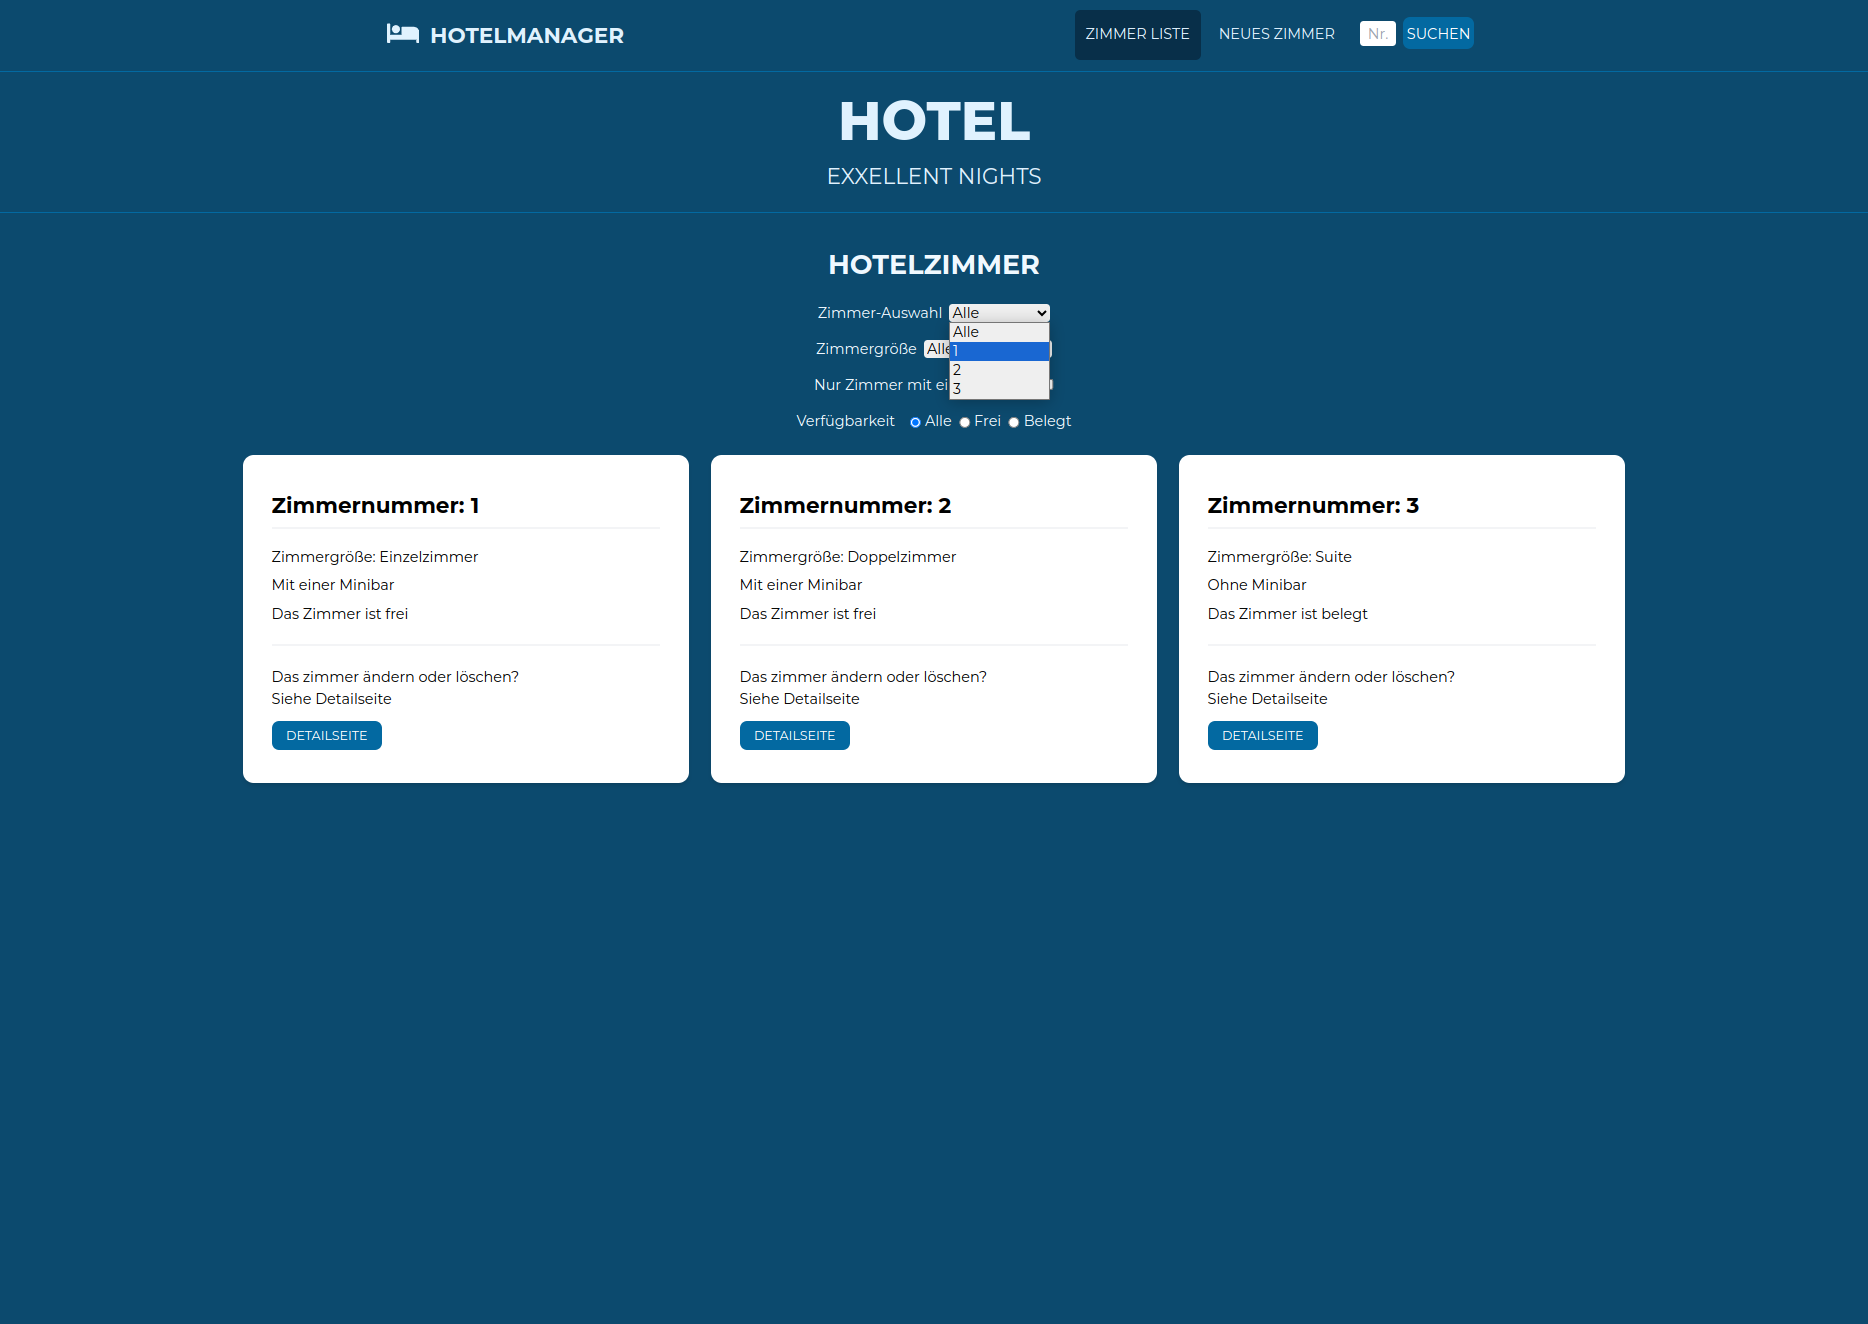 HOTELMANAGER
ZIMMER LISTE
NEUES ZIMMER
Nr.
SUCHEN
HOTEL
EXXELLENT NIGHTS
HOTELZIMMER
Zimmer-Auswahl Alle
Alle
1
2
3
Zimmergröße
Nur Zimmer mit
Verfügbarkeit Alle Frei Belegt
Zimmernummer: 1
Zimmergröße: Einzelzimmer
Mit einer Minibar
Das Zimmer ist frei
Das zimmer ändern oder löschen?
Siehe Detailseite
DETAILSEITE
Zimmernummer: 2
Zimmergröße: Doppelzimmer
Mit einer Minibar
Das Zimmer ist frei
Das zimmer ändern oder löschen?
Siehe Detailseite
DETAILSEITE
Zimmernummer: 3
Zimmergröße: Suite
Ohne Minibar
Das Zimmer ist belegt
Das zimmer ändern oder löschen?
Siehe Detailseite
DETAILSEITE